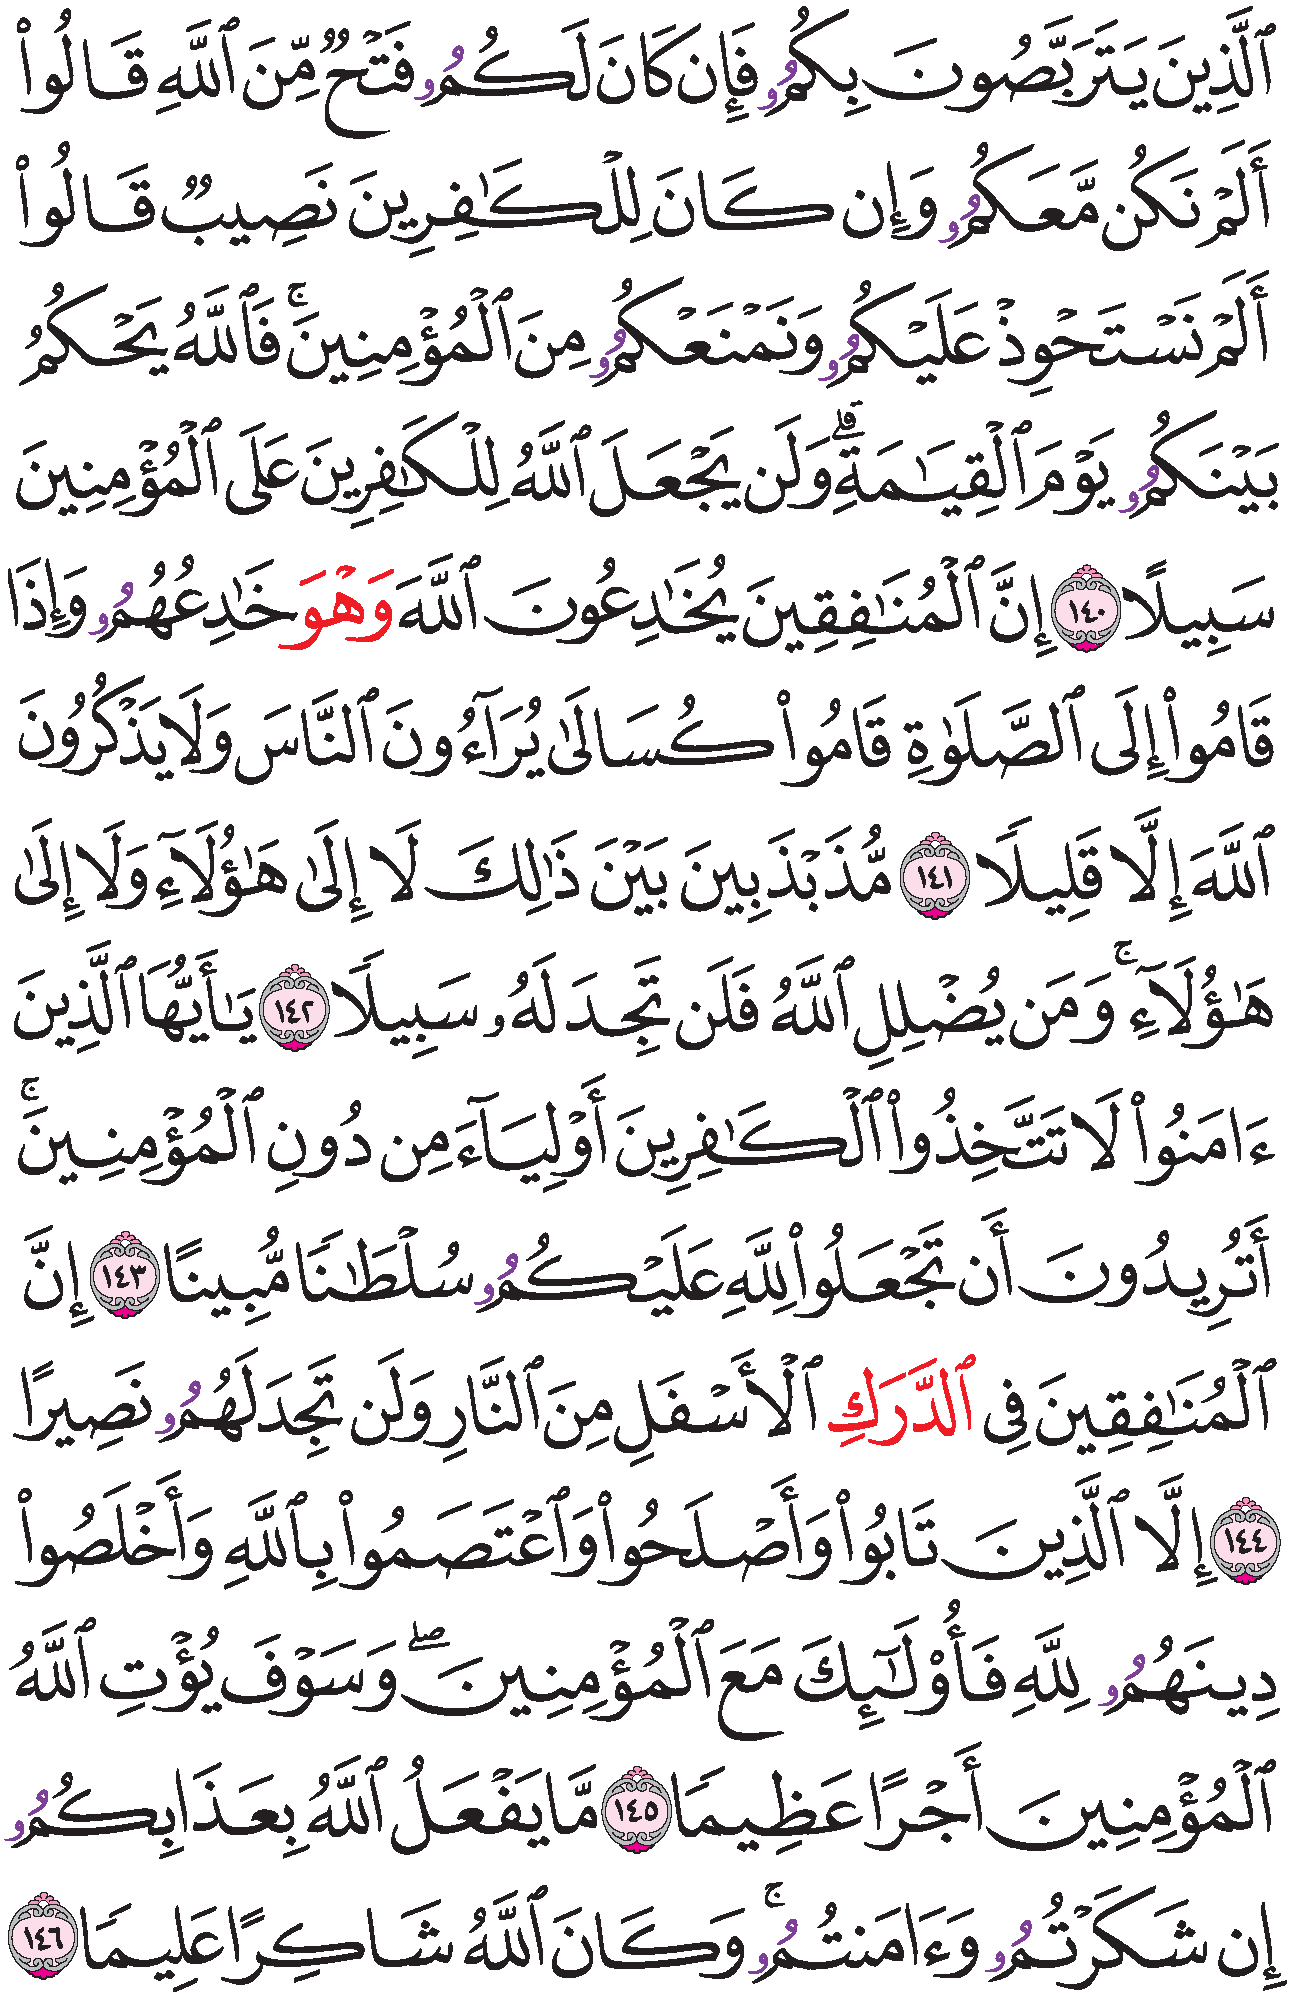 ٱلَّذِينَ يَتَرَبَّصُونَ بِكُمُۥ فَإِن كَانَ لَكُمُۥ فَتۡحٞ مِّنَ ٱللَّهِ قَالُواْ
أَلَمۡ نَكُن مَّعَكُمُۥ وَإِن كَانَ لِلۡكَٰفِرِينَ نَصِيبٞ قَالُواْ
أَلَمۡ نَسۡتَحۡوِذۡ عَلَيۡكُمُۥ وَنَمۡنَعۡكُمُۥ مِنَ ٱلۡمُؤۡمِنِينَۚ فَٱللَّهُ يَحۡكُمُ
بَيۡنَكُمُۥ يَوۡمَ ٱلۡقِيَٰمَةِۗ وَلَن يَجۡعَلَ ٱللَّهُ لِلۡكَٰفِرِينَ عَلَى ٱلۡمُؤۡمِنِينَ
سَبِيلًا ١٤٠ إِنَّ ٱلۡمُنَٰفِقِينَ يُخَٰدِعُونَ ٱللَّهَ وَهۡوَ خَٰدِعُهُمُۥ وَإِذَا
قَامُواْ إِلَى ٱلصَّلَوٰةِ قَامُواْ كُسَالَىٰ يُرَآءُونَ ٱلنَّاسَ وَلَا يَذۡكُرُونَ
ٱللَّهَ إِلَّا قَلِيلًا ١٤١ مُّذَبۡذَبِينَ بَيۡنَ ذَٰلِكَ لَا إِلَىٰ هَٰؤُلَآءِ وَلَا إِلَىٰ
هَٰؤُلَآءِۚ وَمَن يُضۡلِلِ ٱللَّهُ فَلَن تَجِدَ لَهُۥ سَبِيلًا ١٤٢ يَٰأَيُّهَا ٱلَّذِينَ
ءَامَنُواْ لَا تَتَّخِذُواْ ٱلۡكَٰفِرِينَ أَوۡلِيَآءَ مِن دُونِ ٱلۡمُؤۡمِنِينَۚ
أَتُرِيدُونَ أَن تَجۡعَلُواْ لِلَّهِ عَلَيۡكُمُۥ سُلۡطَٰنٗا مُّبِينًا ١٤٣ إِنَّ
ٱلۡمُنَٰفِقِينَ فِي ٱلدَّرَكِ ٱلۡأَسۡفَلِ مِنَ ٱلنَّارِ وَلَن تَجِدَ لَهُمُۥ نَصِيرًا
١٤٤ إِلَّا ٱلَّذِينَ تَابُواْ وَأَصۡلَحُواْ وَٱعۡتَصَمُواْ بِٱللَّهِ وَأَخۡلَصُواْ
دِينَهُمُۥ لِلَّهِ فَأُوْلَٰٓئِكَ مَعَ ٱلۡمُؤۡمِنِينَۖ وَسَوۡفَ يُؤۡتِ ٱللَّهُ
ٱلۡمُؤۡمِنِينَ أَجۡرًا عَظِيمٗا ١٤٥ مَّا يَفۡعَلُ ٱللَّهُ بِعَذَابِكُمُۥ
إِن شَكَرۡتُمُۥ وَءَامَنتُمُۥۚ وَكَانَ ٱللَّهُ شَاكِرًا عَلِيمٗا ١٤٦